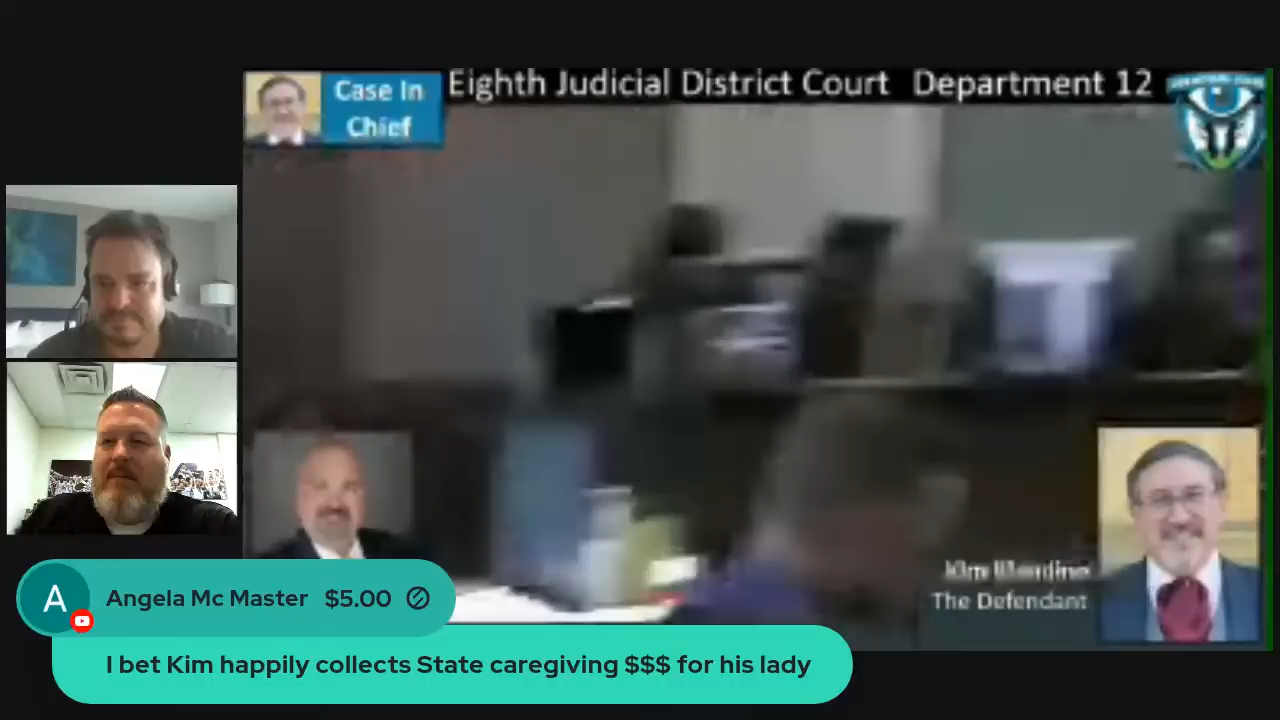 Case In
Chief
Eighth Judicial District Court Department 12
Kim
The Defendant
A
Angela Mc Master $5.00
I bet Kim happily collects State caregiving $$$ for his lady